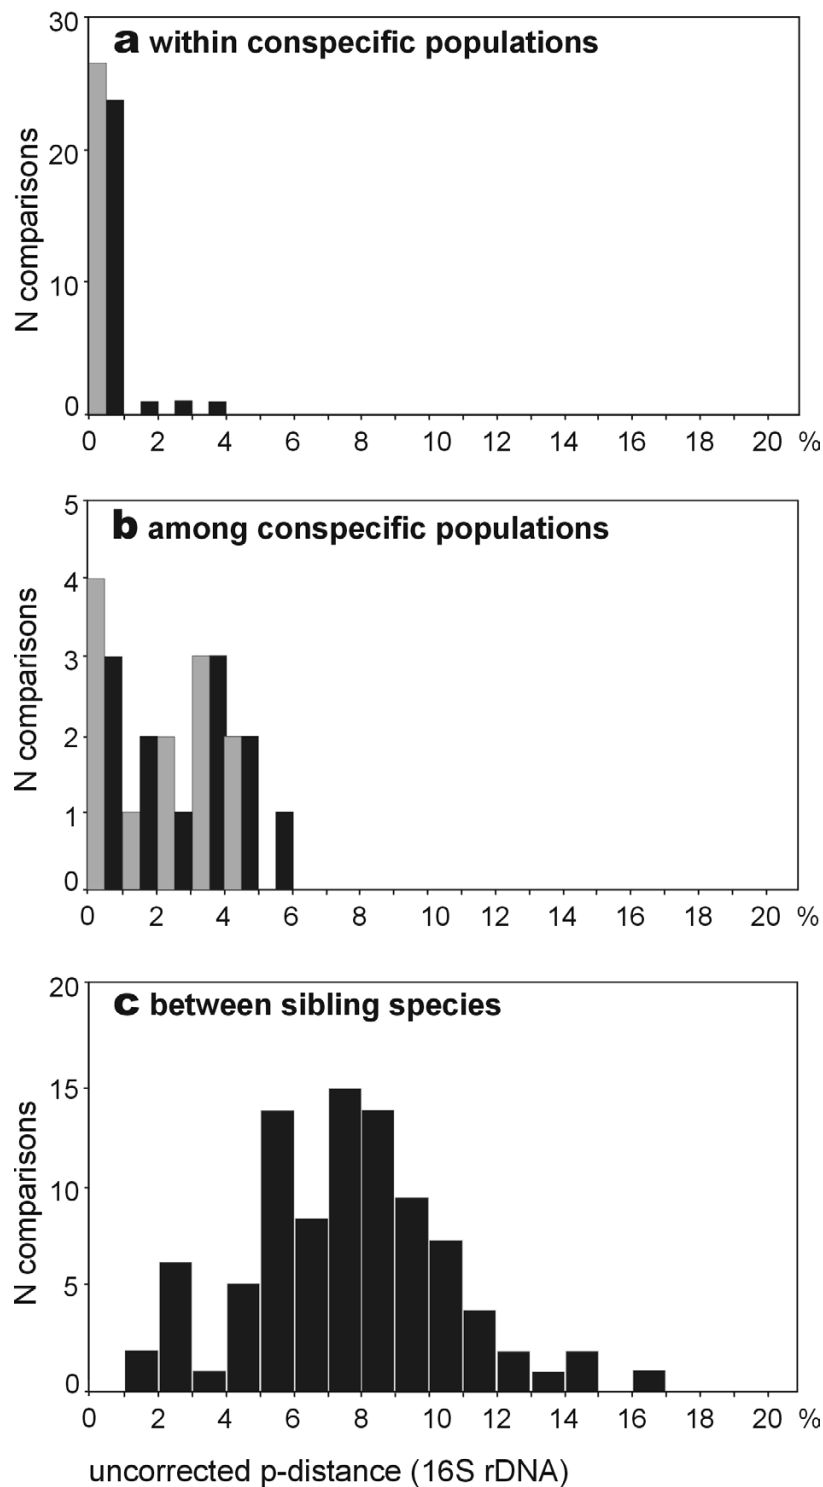 30
a within conspecific populations
20
10
0
N comparisons
0 2 4 6 8 10 12 14 16 18 20 %
5
b among conspecific populations
4
3
2
1
0
N comparisons
0 2 4 6 8 10 12 14 16 18 20 %
20
c between sibling species
15
10
5
0
N comparisons
0 2 4 6 8 10 12 14 16 18 20 %
uncorrected p-distance (16S rDNA)